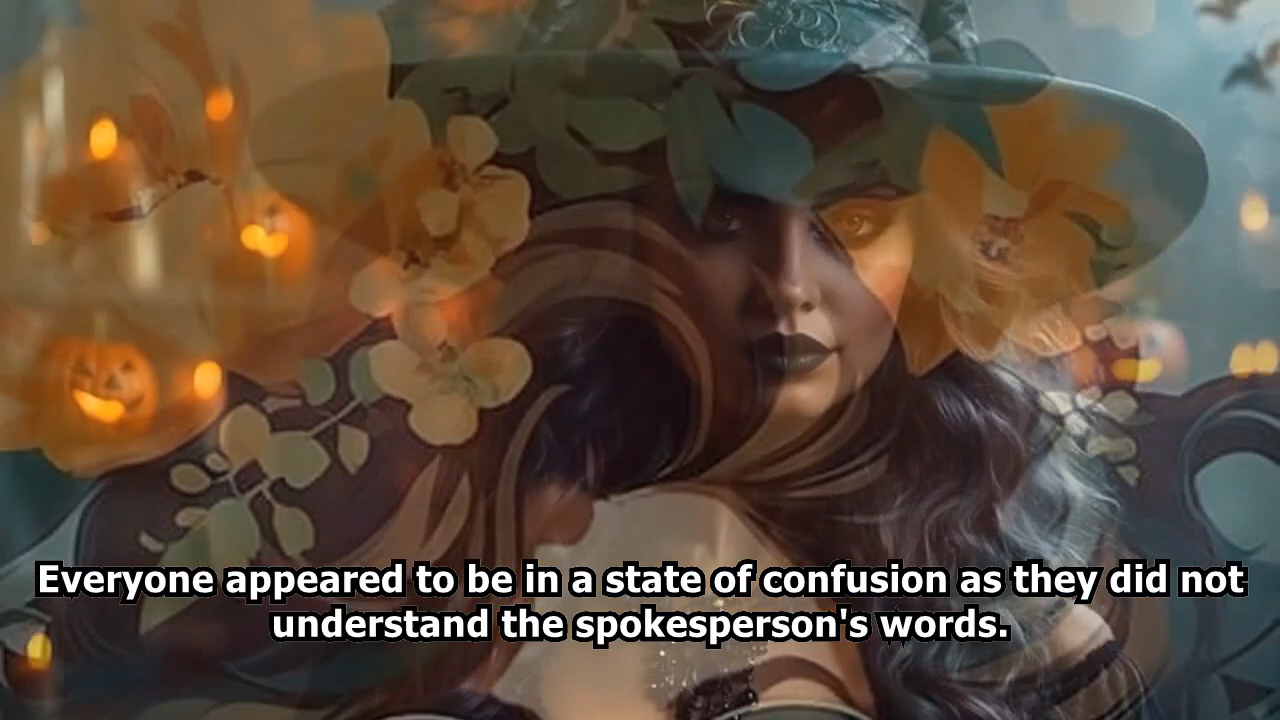 Everyone appeared to be in a state of confusion as they did not
understand the spokesperson's words.